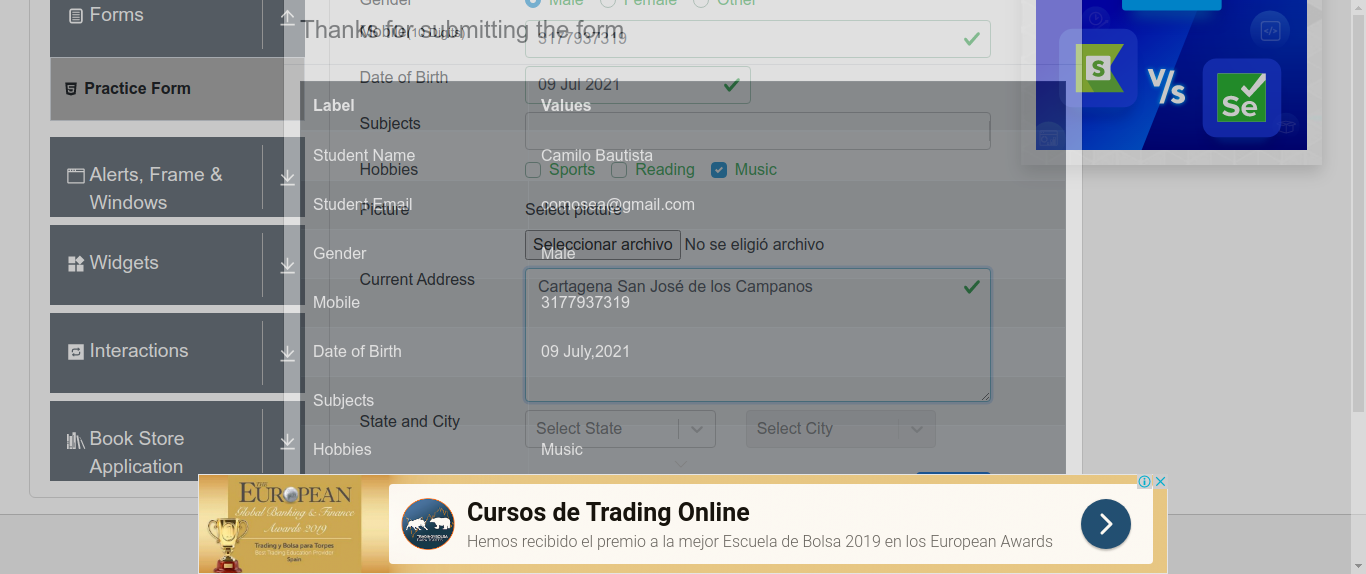 Forms
Practice Form
Alerts, Frame &
Windows
Widgets
Interactions
Book Store
Application
Gender Male Female Other
Thanks for submitting the form
Mobile(10 Digits) 3177937319
Date of Birth 09 Jul 2021
Label Values
Subjects
Student Name Camilo Bautista
Hobbies Sports Reading Music
Student Email comosea@gmail.com
Picture Select picture
Seleccionar archivo No se eligió archivo
Gender Male
Current Address Cartagena San José de los Campanos
Mobile 3177937319
Date of Birth 09 July,2021
Subjects
State and City Select State Select City
Hobbies Music
S V/s Se
THE
EUROPEAN
Global Banking & Finance
Awards 2019
Trading y Bolsa para Torpes
Best Trading Education Provider
Spain
Cursos de Trading Online
Hemos recibido el premio a la mejor Escuela de Bolsa 2019 en los European Awards